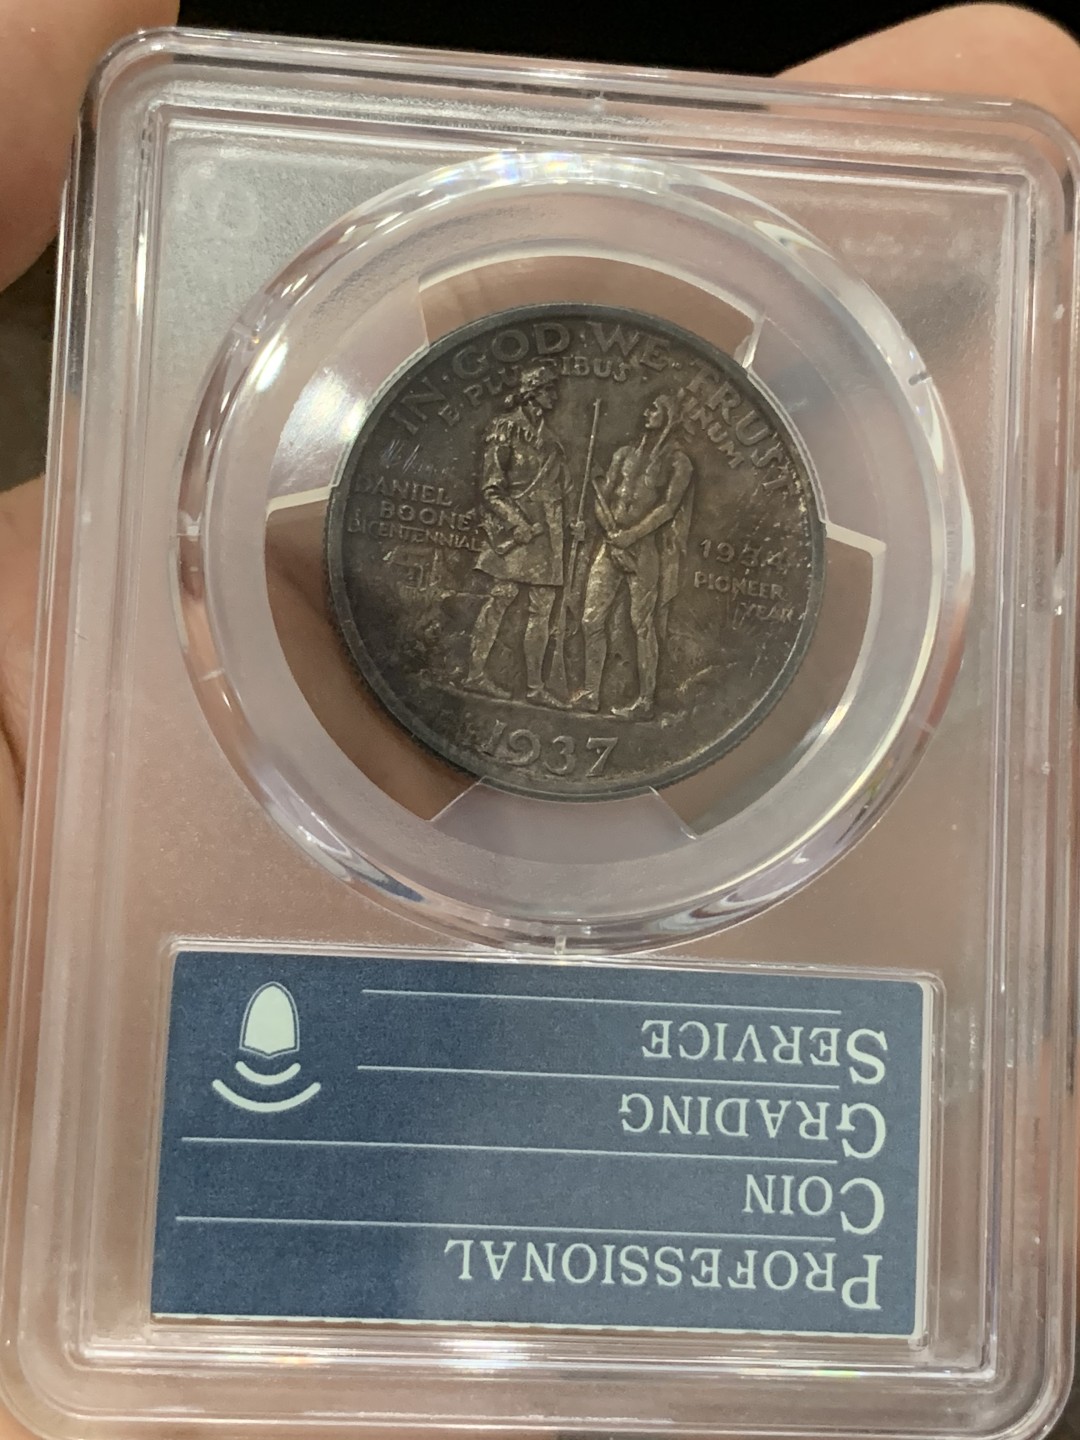 IN·GOD·WE·TRUST
E·PLURIBUS UNUM
DANIEL
BOONE
BICENTENNIAL
1934
PIONEER
YEAR
1937
PROFESSIONAL
COIN
GRADING
SERVICE